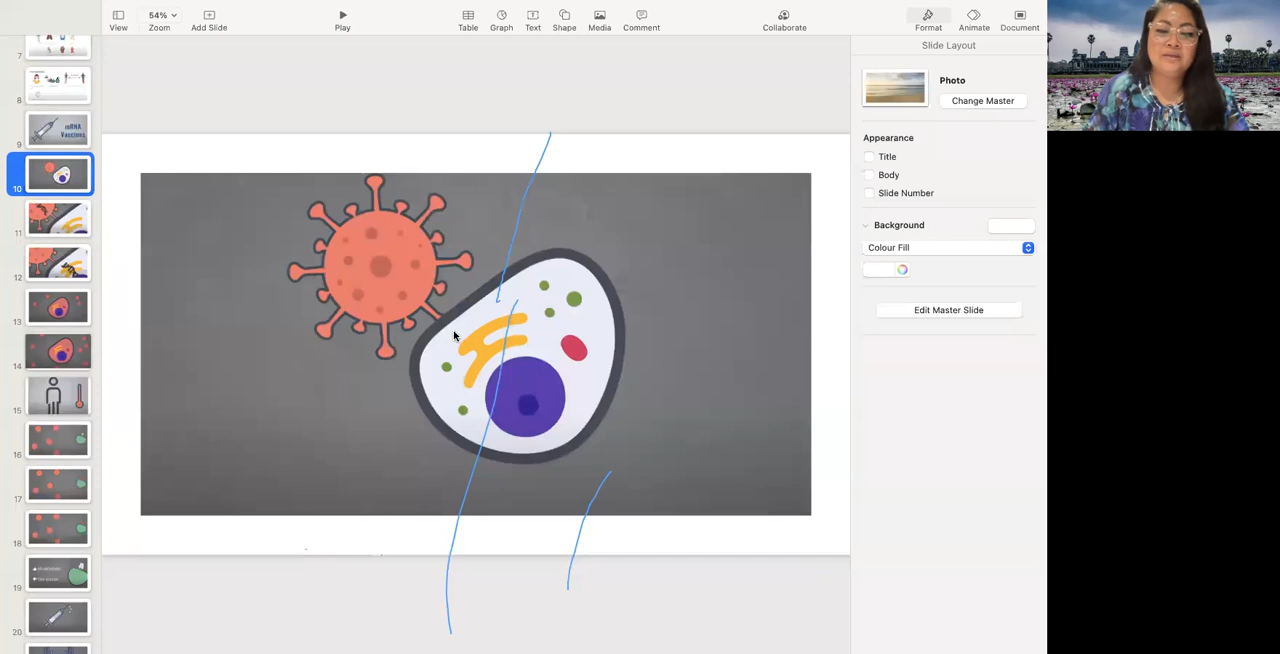 54%
View
Zoom
Add Slide
Play
Table
Graph
Text
Shape
Media
Comment
Collaborate
Format
Animate
Document
Slide Layout
Photo
Change Master
Appearance
Title
Body
Slide Number
Background
Colour Fill
Edit Master Slide
7
8
9
mRNA
Vaccines
10
11
12
13
14
15
16
17
18
19
20